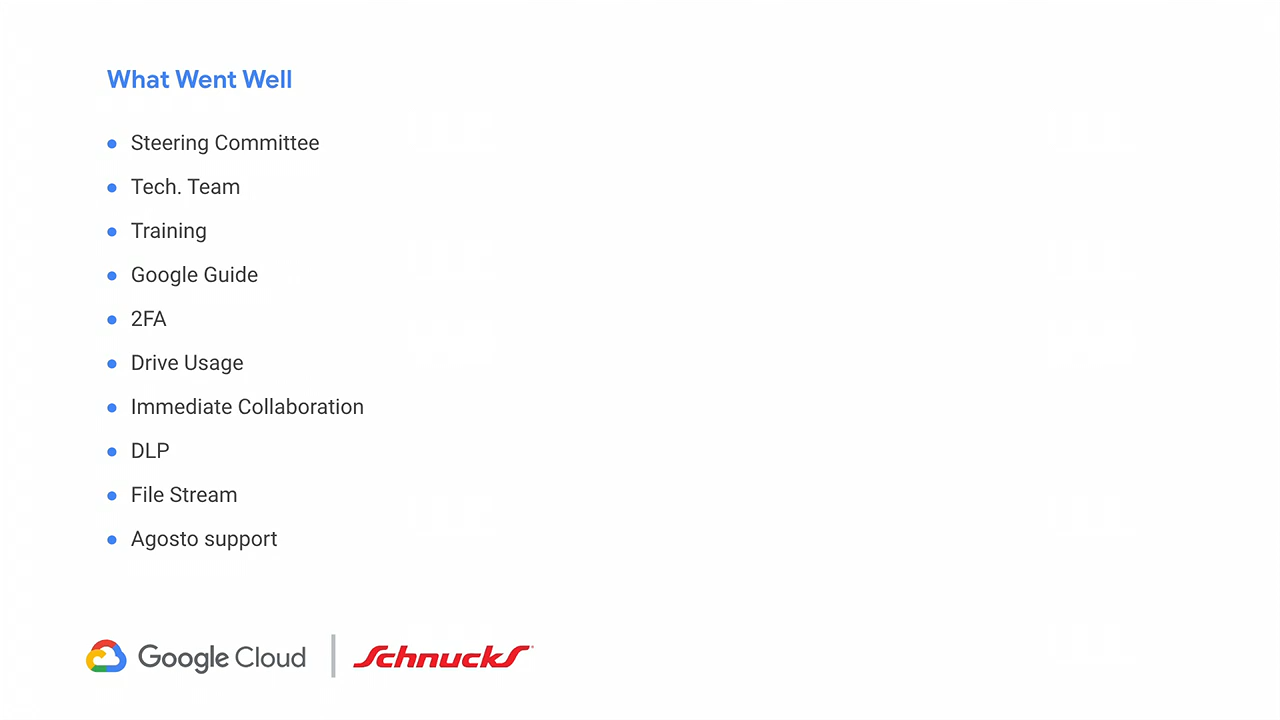 What Went Well
Steering Committee
Tech. Team
Training
Google Guide
2FA
Drive Usage
Immediate Collaboration
DLP
File Stream
Agosto support
Google Cloud
Schnucks